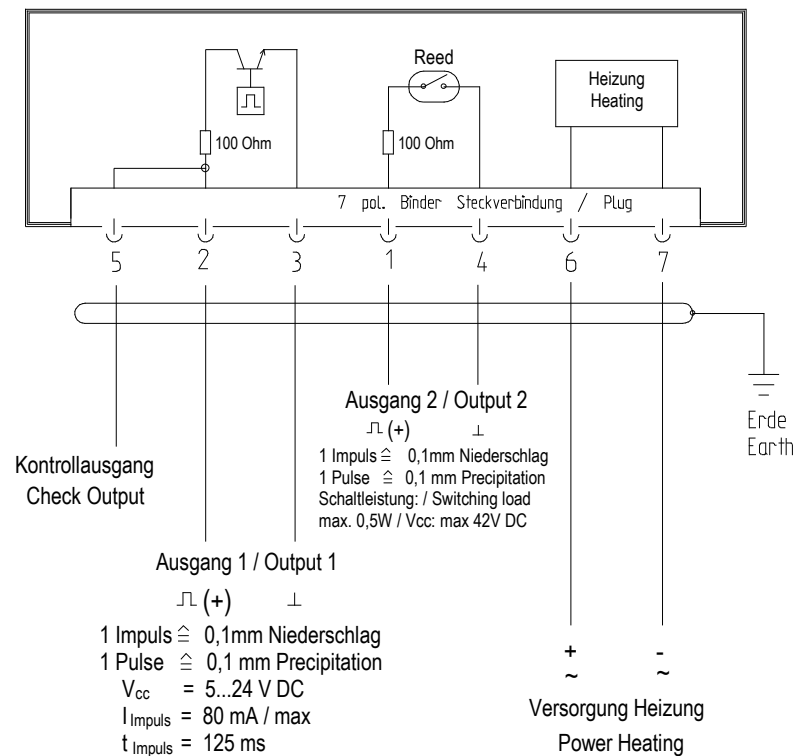 Reed
Heizung
Heating
100 Ohm
100 Ohm
7 pol. Binder Steckverbindung / Plug
5 2 3 1 4 6 7
Erde
Earth
Kontrollausgang
Check Output
Ausgang 2 / Output 2
(+) ⊥
1 Impuls ≙ 0,1mm Niederschlag
1 Pulse ≙ 0,1 mm Precipitation
Schaltleistung: / Switching load
max. 0,5W / Vcc: max 42V DC
Ausgang 1 / Output 1
(+) ⊥
1 Impuls ≙ 0,1mm Niederschlag
1 Pulse ≙ 0,1 mm Precipitation
Vcc = 5...24 V DC
I Impuls = 80 mA / max
t Impuls = 125 ms
+ -
~ ~
Versorgung Heizung
Power Heating